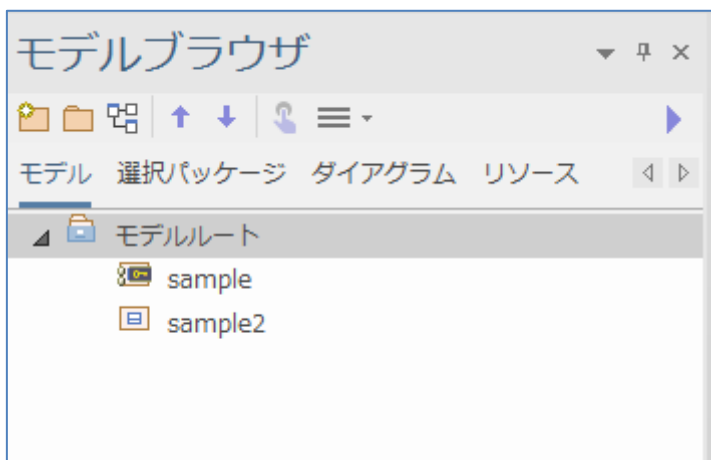 モデルブラウザ
モデル 選択パッケージ ダイアグラム リソース
モデルルート
sample
sample2